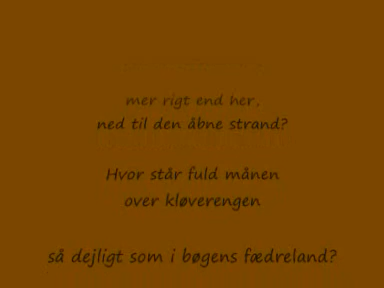 mer rigt end her,
ned til den åbne strand?
Hvor står fuld månen
over kløverengen
så dejligt som i bøgens fædreland?